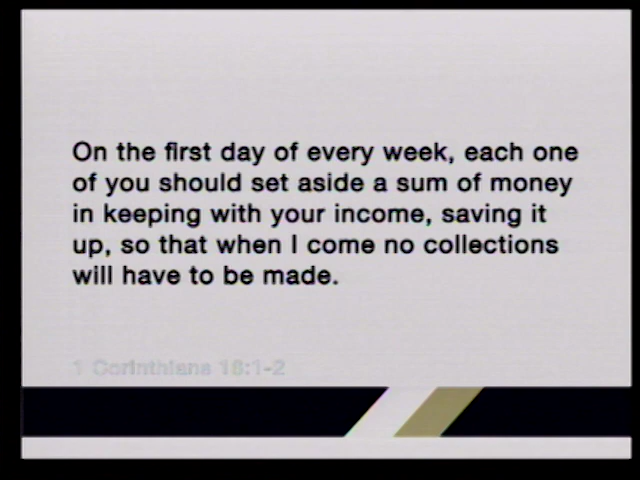 On the first day of every week, each one
of you should set aside a sum of money
in keeping with your income, saving it
up, so that when I come no collections
will have to be made.
1 Corinthians 16:1-2